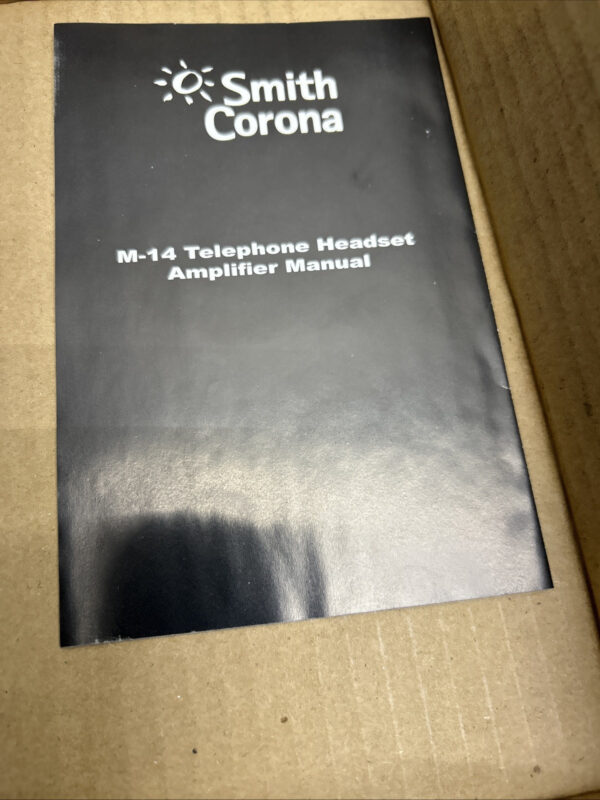 Smith
Corona
M-14 Telephone Headset
Amplifier Manual